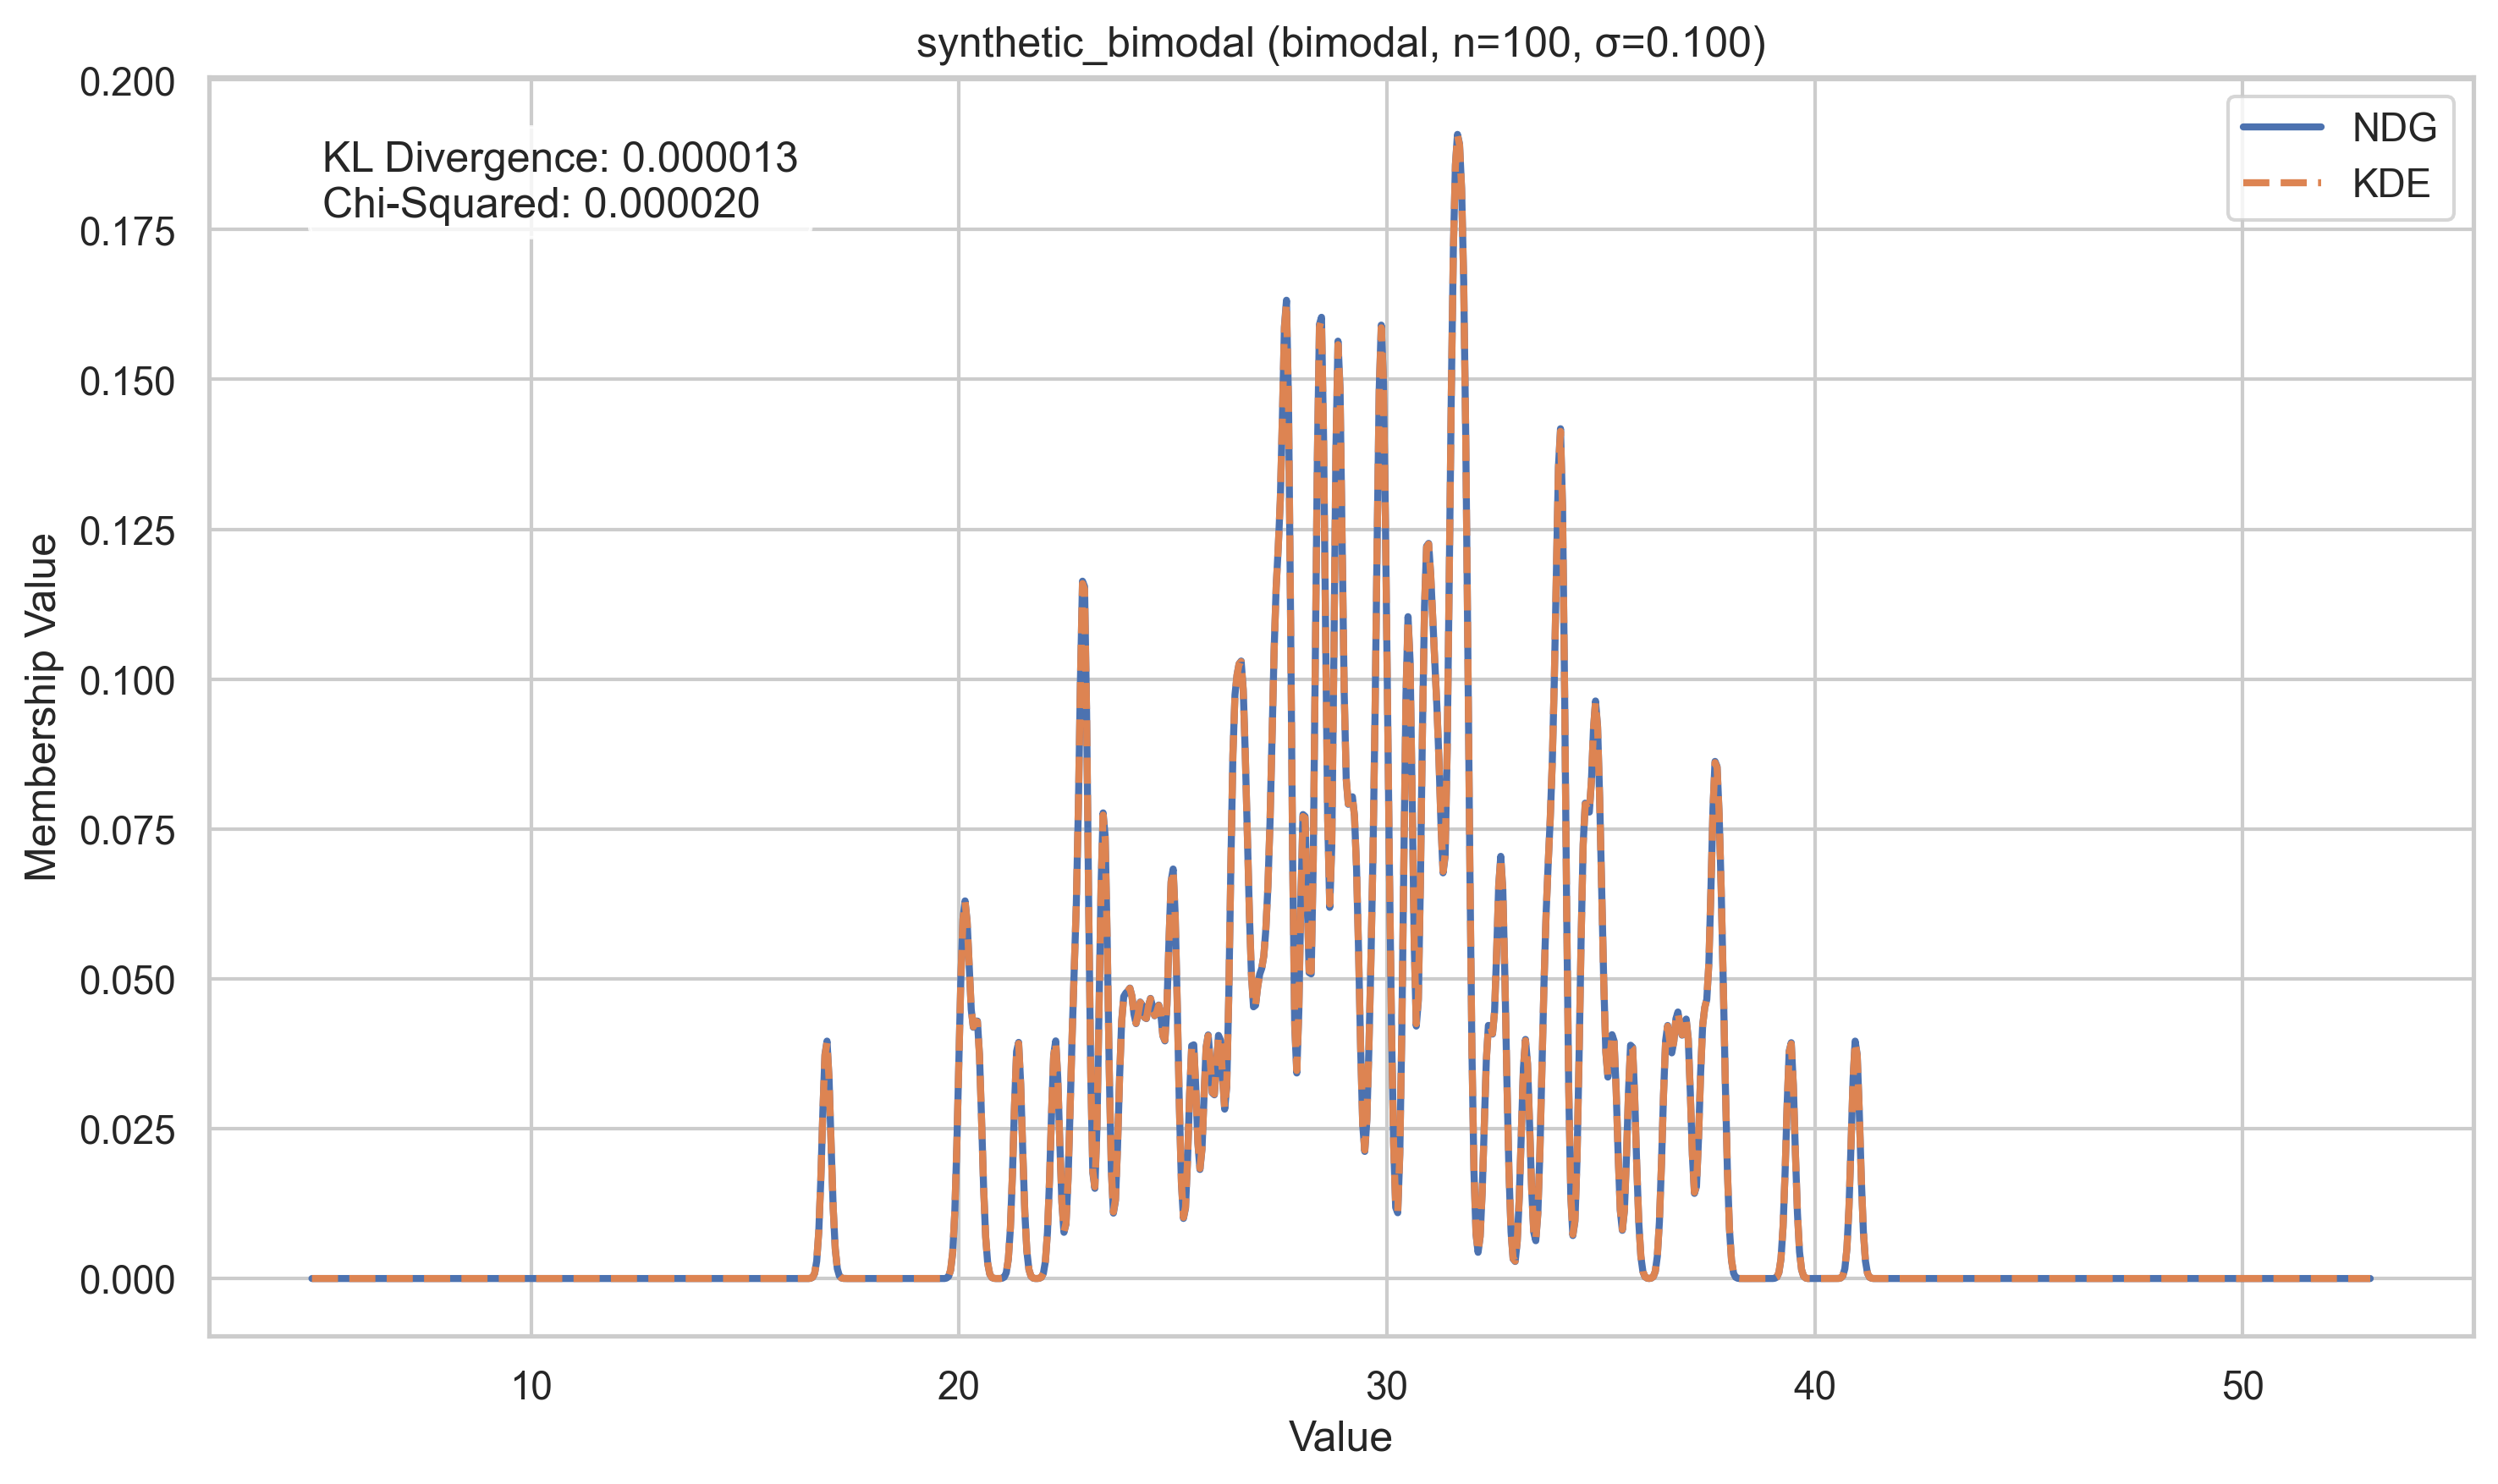 synthetic_bimodal (bimodal, n=100, σ=0.100)
KL Divergence: 0.000013
Chi-Squared: 0.000020
NDG
KDE
Membership Value
0.200
0.175
0.150
0.125
0.100
0.075
0.050
0.025
0.000
10 20 30 40 50
Value